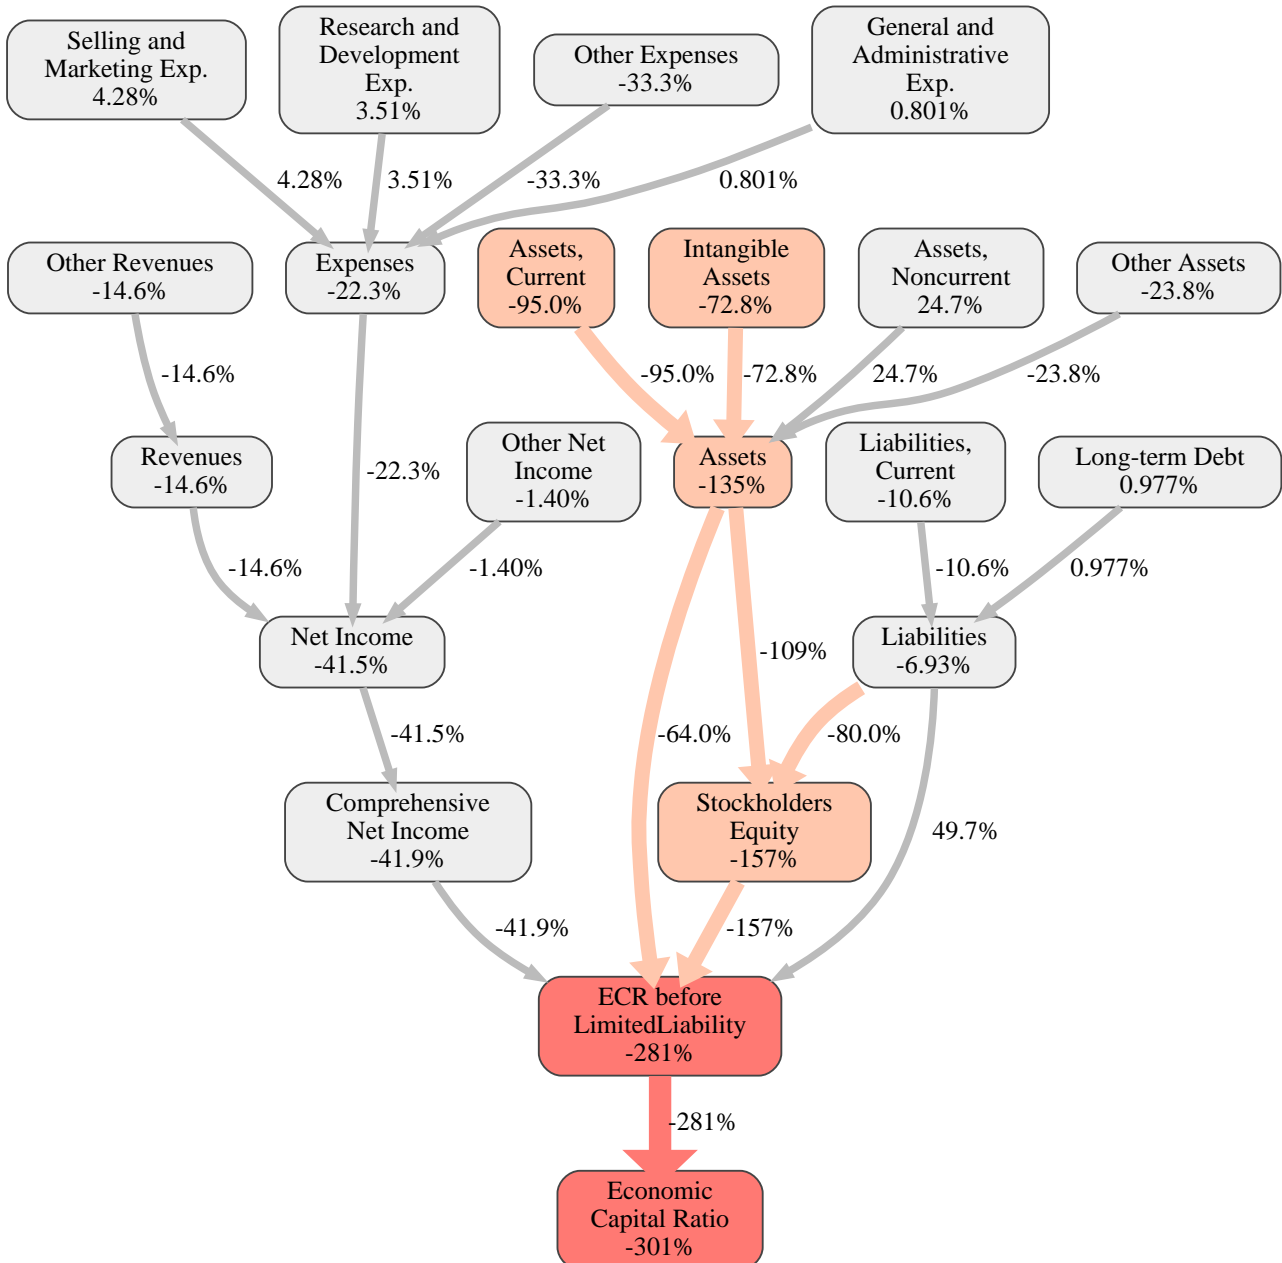 Selling and
Marketing Exp.
4.28%
Research and
Development
Exp.
3.51%
Other Expenses
-33.3%
General and
Administrative
Exp.
0.801%
4.28%
3.51%
-33.3%
0.801%
Other Revenues
-14.6%
Expenses
-22.3%
Assets,
Current
-95.0%
Intangible
Assets
-72.8%
Assets,
Noncurrent
24.7%
Other Assets
-23.8%
-14.6%
-95.0%
-72.8%
24.7%
-23.8%
Revenues
-14.6%
-22.3%
Other Net
Income
-1.40%
Assets
-135%
Liabilities,
Current
-10.6%
Long-term Debt
0.977%
-14.6%
-1.40%
-10.6%
0.977%
Net Income
-41.5%
-109%
Liabilities
-6.93%
-41.5%
-64.0%
-80.0%
Comprehensive
Net Income
-41.9%
Stockholders
Equity
-157%
49.7%
-41.9%
-157%
ECR before
LimitedLiability
-281%
-281%
Economic
Capital Ratio
-301%